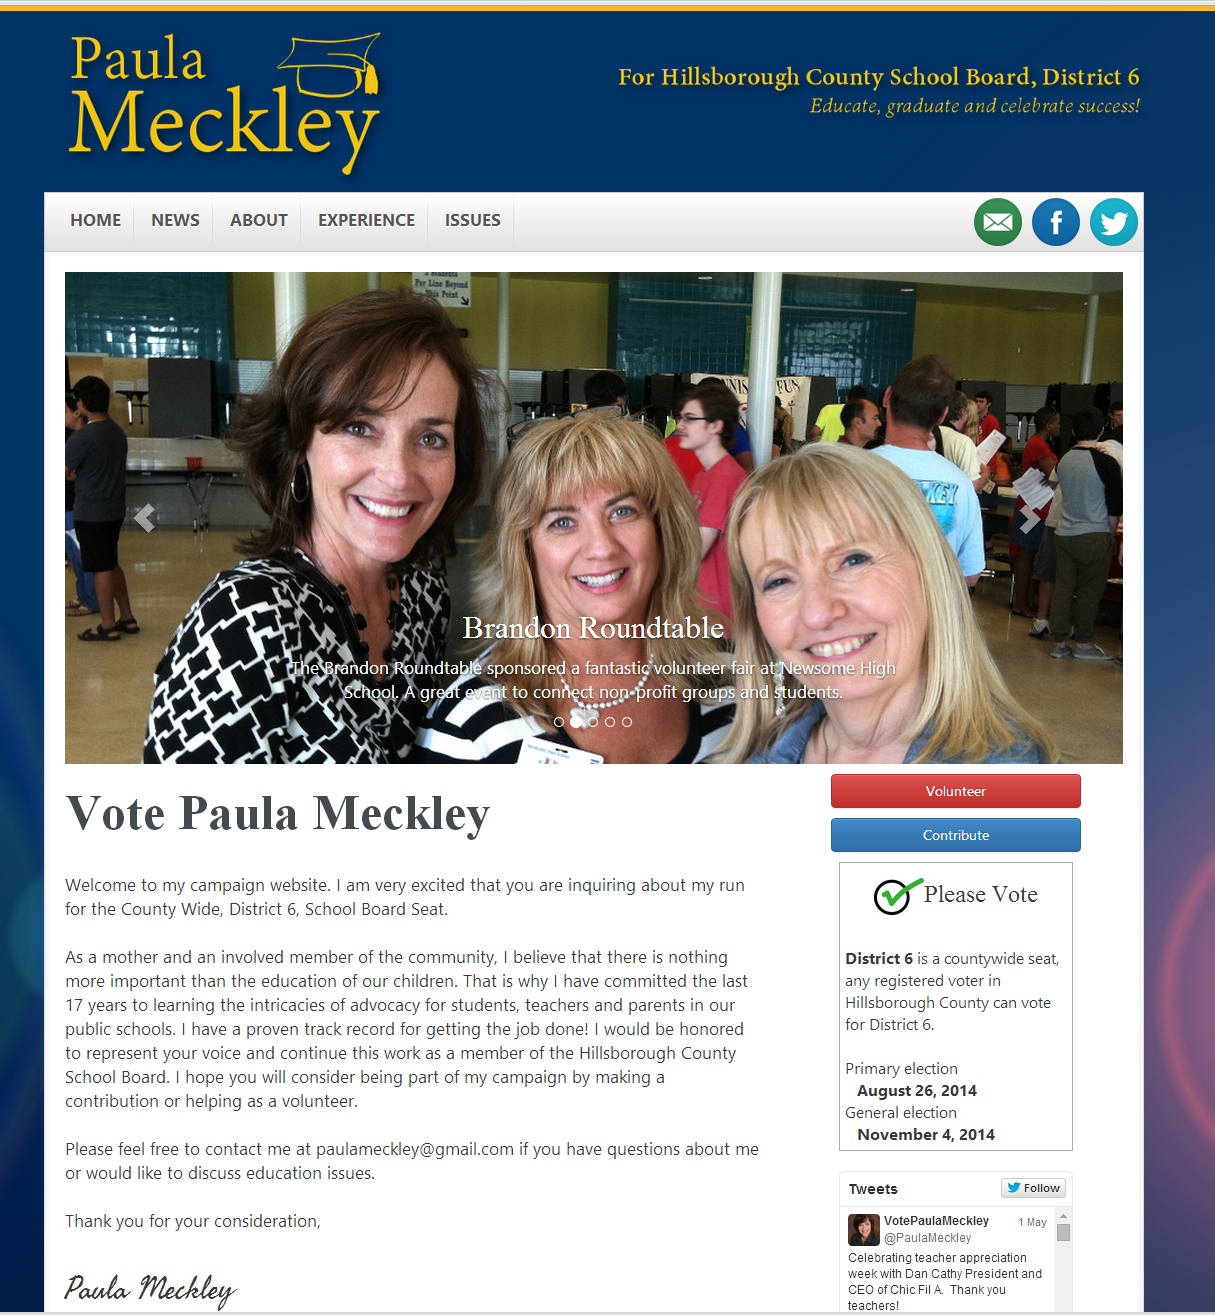 Paula
Meckley
For Hillsborough County School Board, District 6
Educate, graduate and celebrate success!
HOME NEWS ABOUT EXPERIENCE ISSUES
Per Line Beyond
This Point
Brandon Roundtable
The Brandon Roundtable sponsored a fantastic volunteer fair at Newsome High
School. A great event to connect non-profit groups and students.
Vote Paula Meckley
Welcome to my campaign website. I am very excited that you are inquiring about my run
for the County Wide, District 6, School Board Seat.
As a mother and an involved member of the community, I believe that there is nothing
more important than the education of our children. That is why I have committed the last
17 years to learning the intricacies of advocacy for students, teachers and parents in our
public schools. I have a proven track record for getting the job done! I would be honored
to represent your voice and continue this work as a member of the Hillsborough County
School Board. I hope you will consider being part of my campaign by making a
contribution or helping as a volunteer.
Please feel free to contact me at paulameckley@gmail.com if you have questions about me
or would like to discuss education issues.
Thank you for your consideration,
Paula Meckley
Volunteer
Contribute
Please Vote
District 6 is a countywide seat,
any registered voter in
Hillsborough County can vote
for District 6.
Primary election
August 26, 2014
General election
November 4, 2014
Tweets
Follow
VotePaulaMeckley 1 May
@PaulaMeckley
Celebrating teacher appreciation
week with Dan Cathy President and
CEO of Chic Fil A. Thank you
teachers!